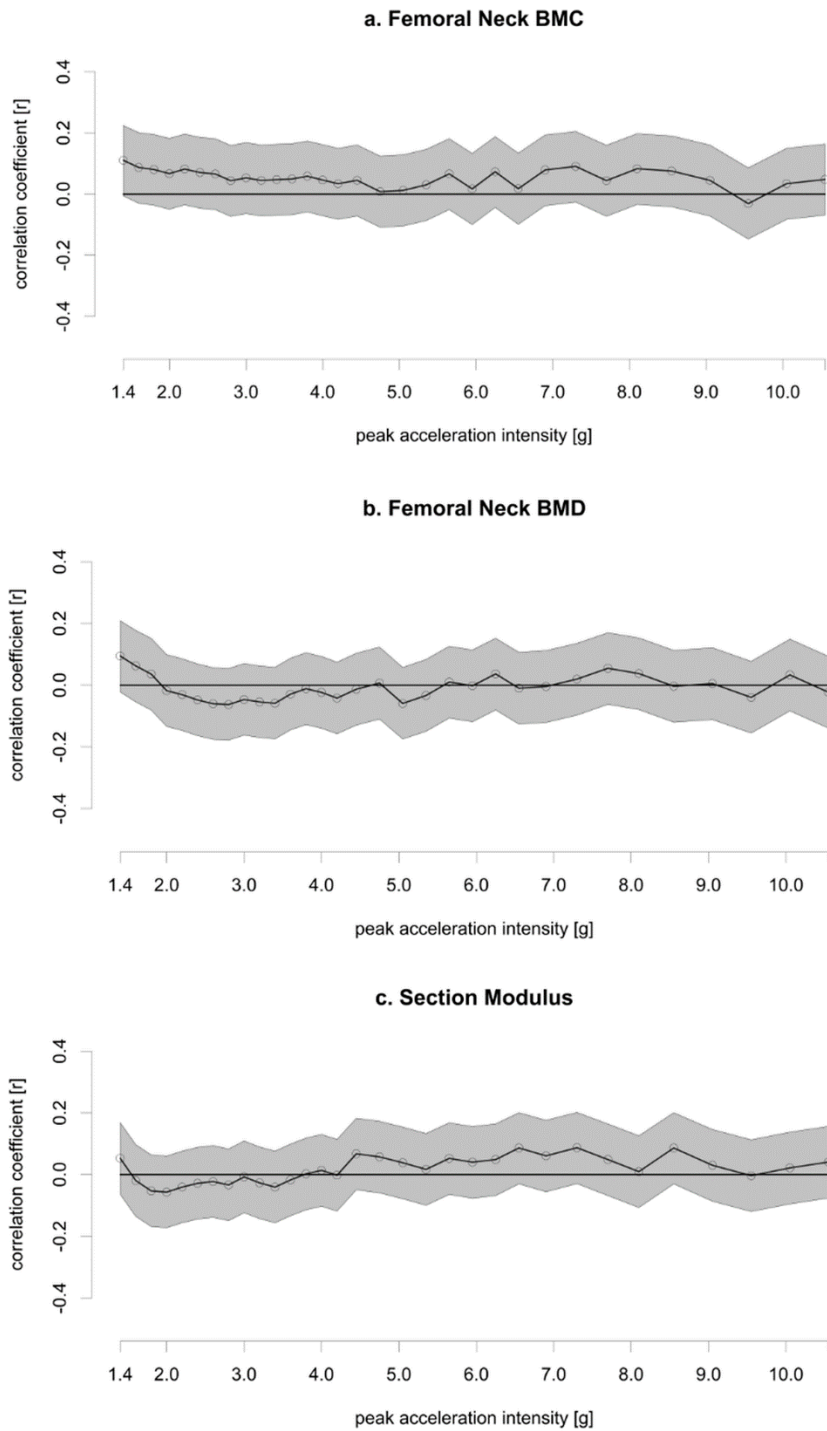 a. Femoral Neck BMC
0.4
0.2
0.0
-0.2
-0.4
correlation coefficient [r]
1.4 2.0 3.0 4.0 5.0 6.0 7.0 8.0 9.0 10.0
peak acceleration intensity [g]
b. Femoral Neck BMD
0.4
0.2
0.0
-0.2
-0.4
correlation coefficient [r]
1.4 2.0 3.0 4.0 5.0 6.0 7.0 8.0 9.0 10.0
peak acceleration intensity [g]
c. Section Modulus
0.4
0.2
0.0
-0.2
-0.4
correlation coefficient [r]
1.4 2.0 3.0 4.0 5.0 6.0 7.0 8.0 9.0 10.0
peak acceleration intensity [g]